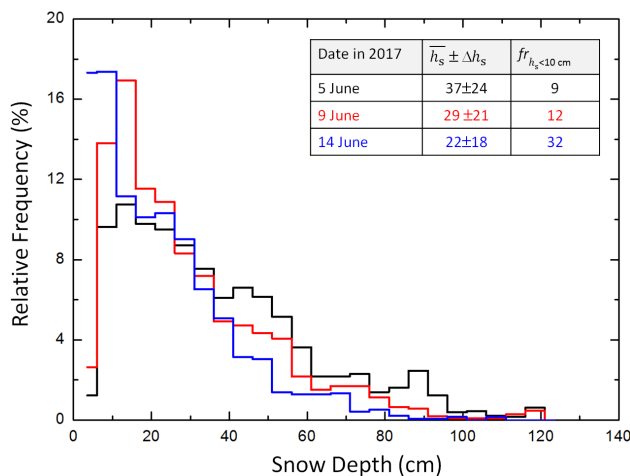 20
16
12
8
4
0
Relative Frequency (%)
Date in 2017 h̅s ± Δhs frhs<10 cm
5 June 37±24 9
9 June 29 ±21 12
14 June 22±18 32
0 20 40 60 80 100 120 140
Snow Depth (cm)